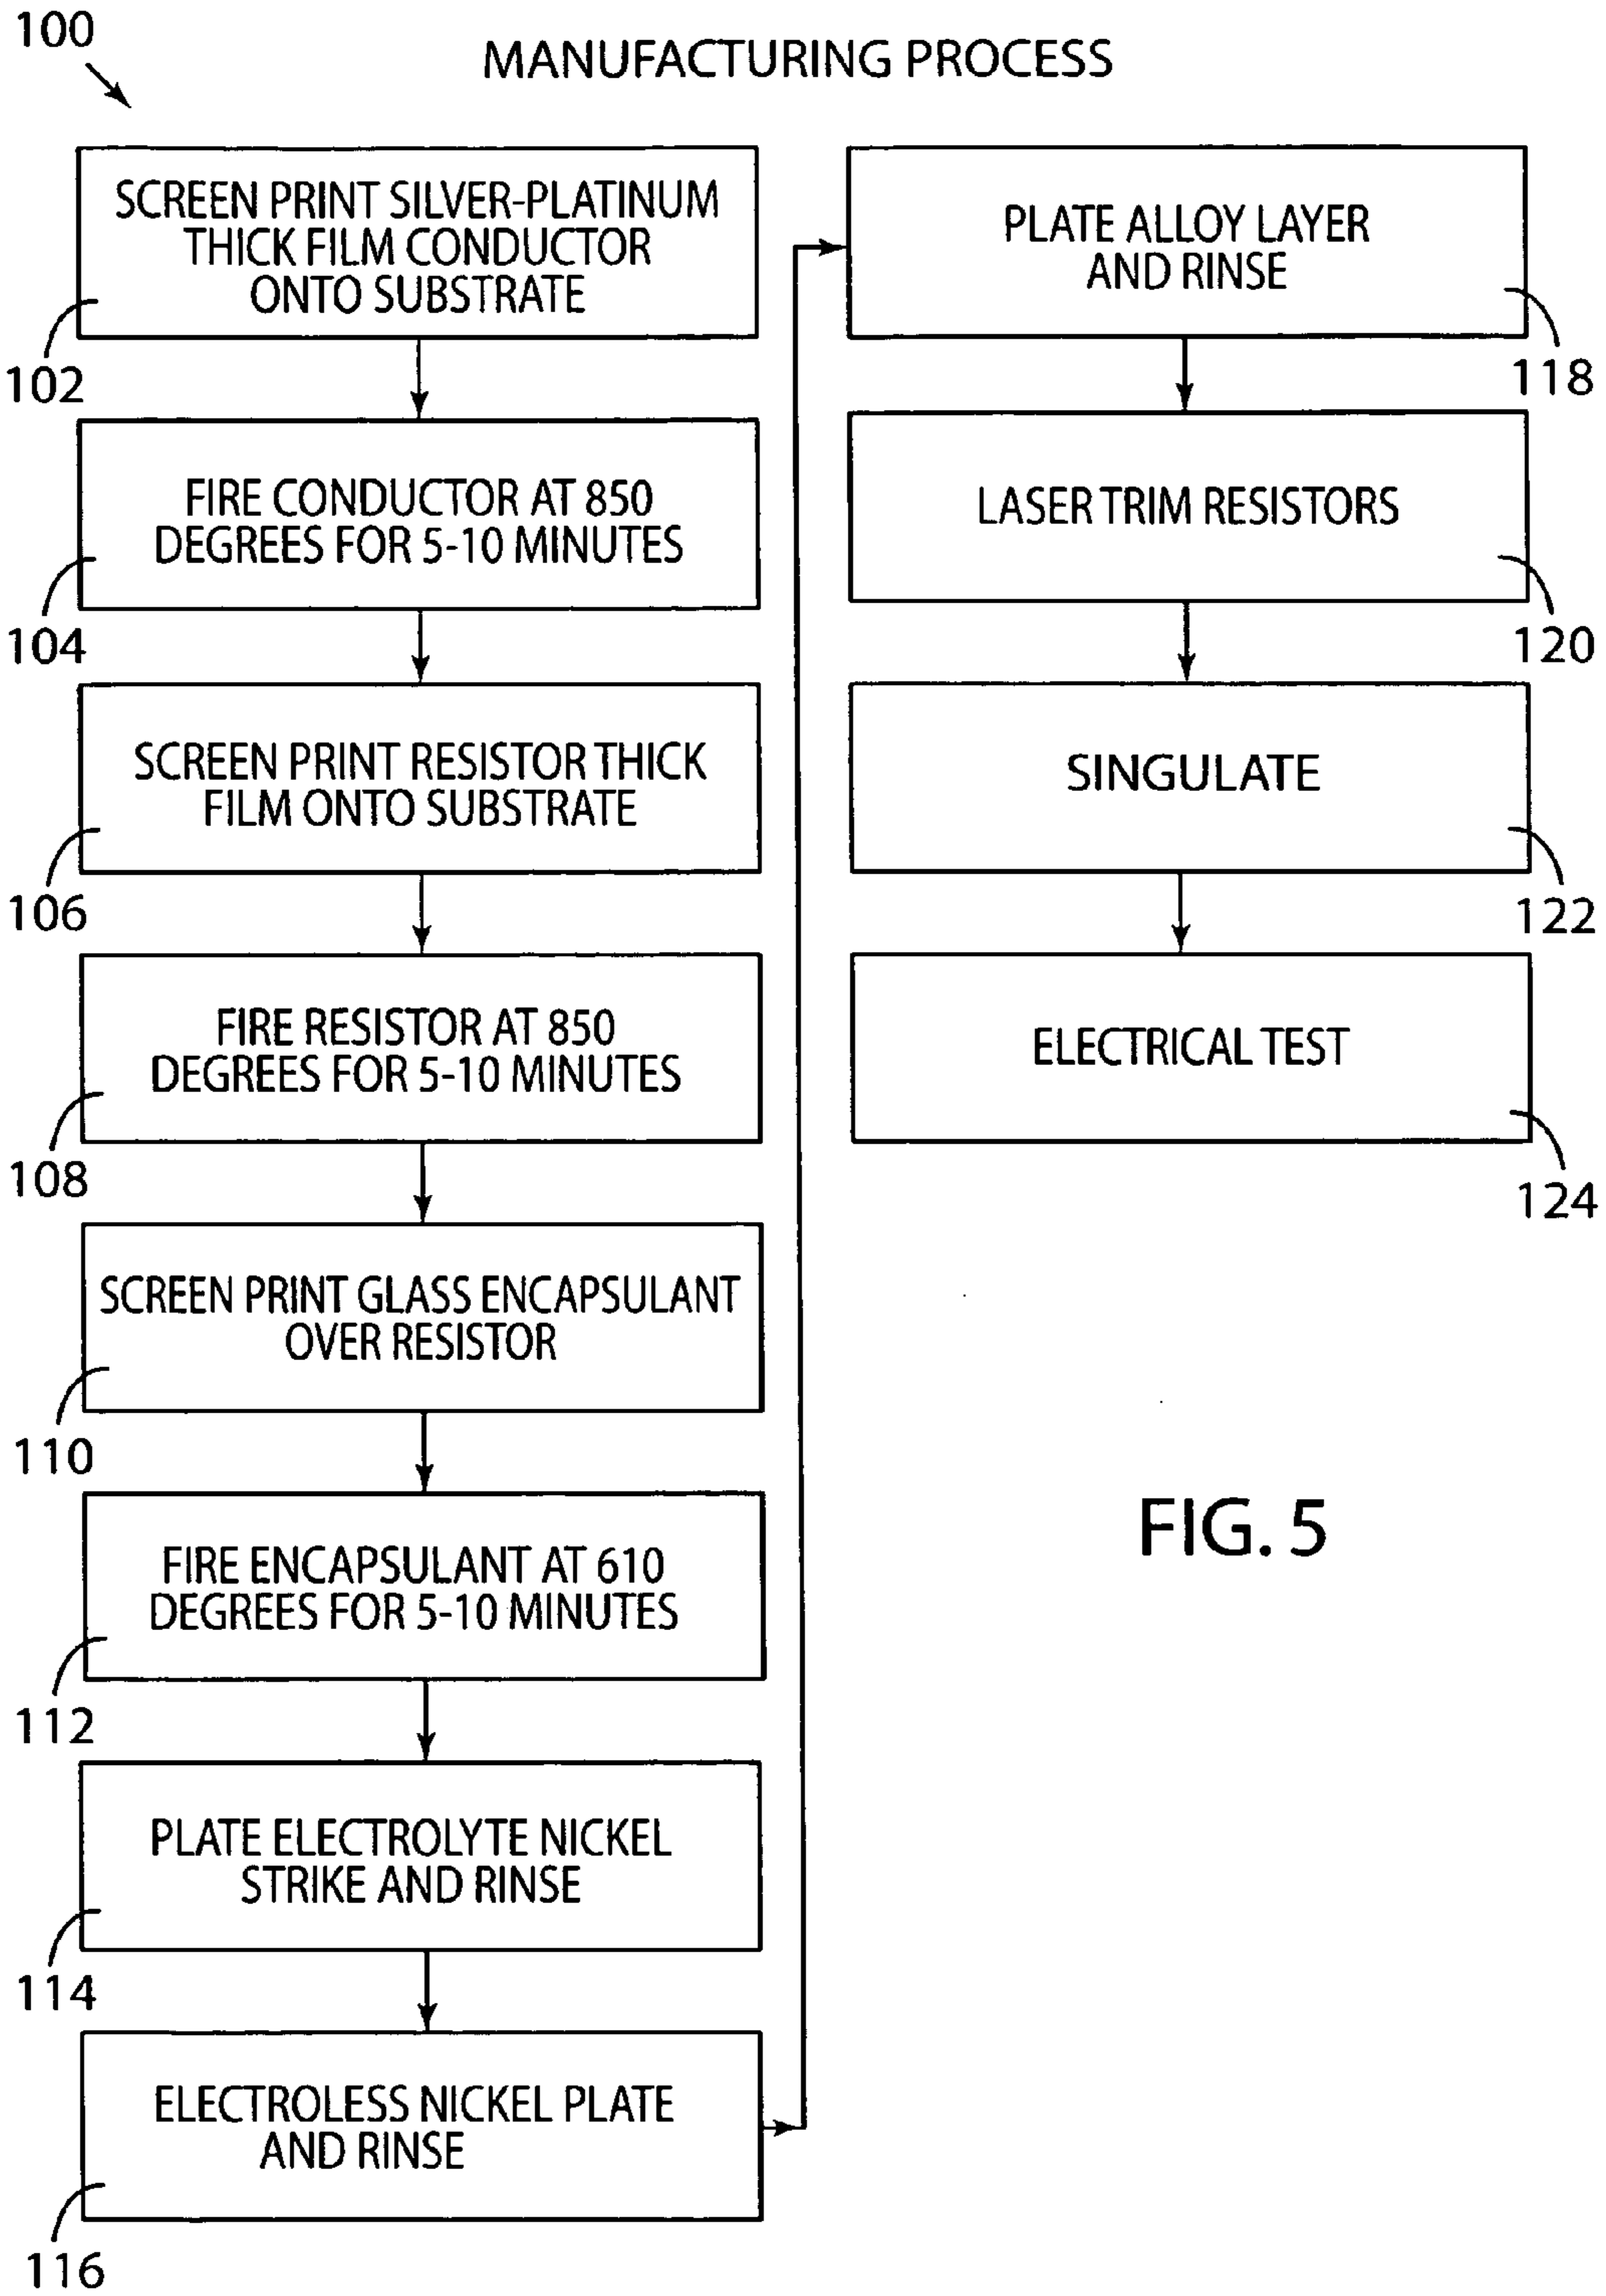 100
MANUFACTURING PROCESS
SCREEN PRINT SILVER-PLATINUM
THICK FILM CONDUCTOR
ONTO SUBSTRATE
102
FIRE CONDUCTOR AT 850
DEGREES FOR 5-10 MINUTES
104
SCREEN PRINT RESISTOR THICK
FILM ONTO SUBSTRATE
106
FIRE RESISTOR AT 850
DEGREES FOR 5-10 MINUTES
108
SCREEN PRINT GLASS ENCAPSULANT
OVER RESISTOR
110
FIRE ENCAPSULANT AT 610
DEGREES FOR 5-10 MINUTES
112
PLATE ELECTROLYTE NICKEL
STRIKE AND RINSE
114
ELECTROLESS NICKEL PLATE
AND RINSE
116
PLATE ALLOY LAYER
AND RINSE
118
LASER TRIM RESISTORS
120
SINGULATE
122
ELECTRICAL TEST
124
FIG. 5